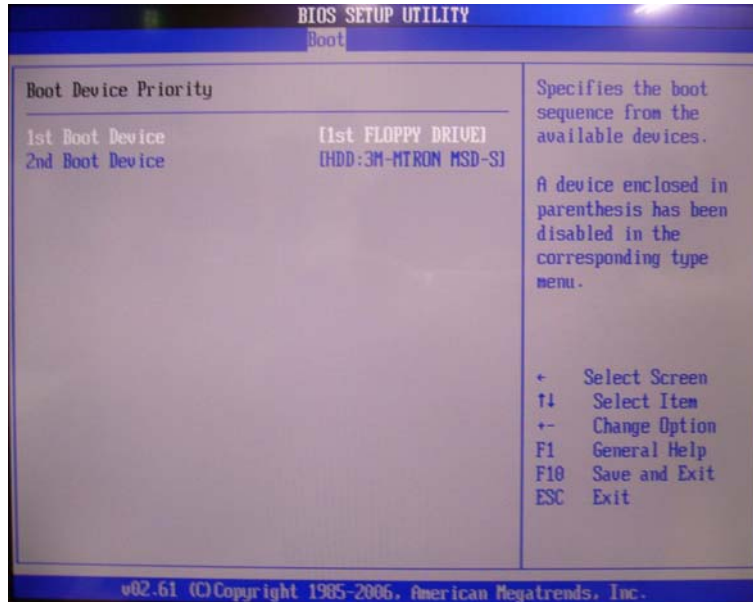 BIOS SETUP UTILITY
Boot
Boot Device Priority
1st Boot Device [1st FLOPPY DRIVE]
2nd Boot Device [HDD:3M-MTRON MSD-S]
Specifies the boot
sequence from the
available devices.
A device enclosed in
parenthesis has been
disabled in the
corresponding type
menu.
← Select Screen
↑↓ Select Item
+- Change Option
F1 General Help
F10 Save and Exit
ESC Exit
v02.61 (C)Copyright 1985-2006, American Megatrends, Inc.